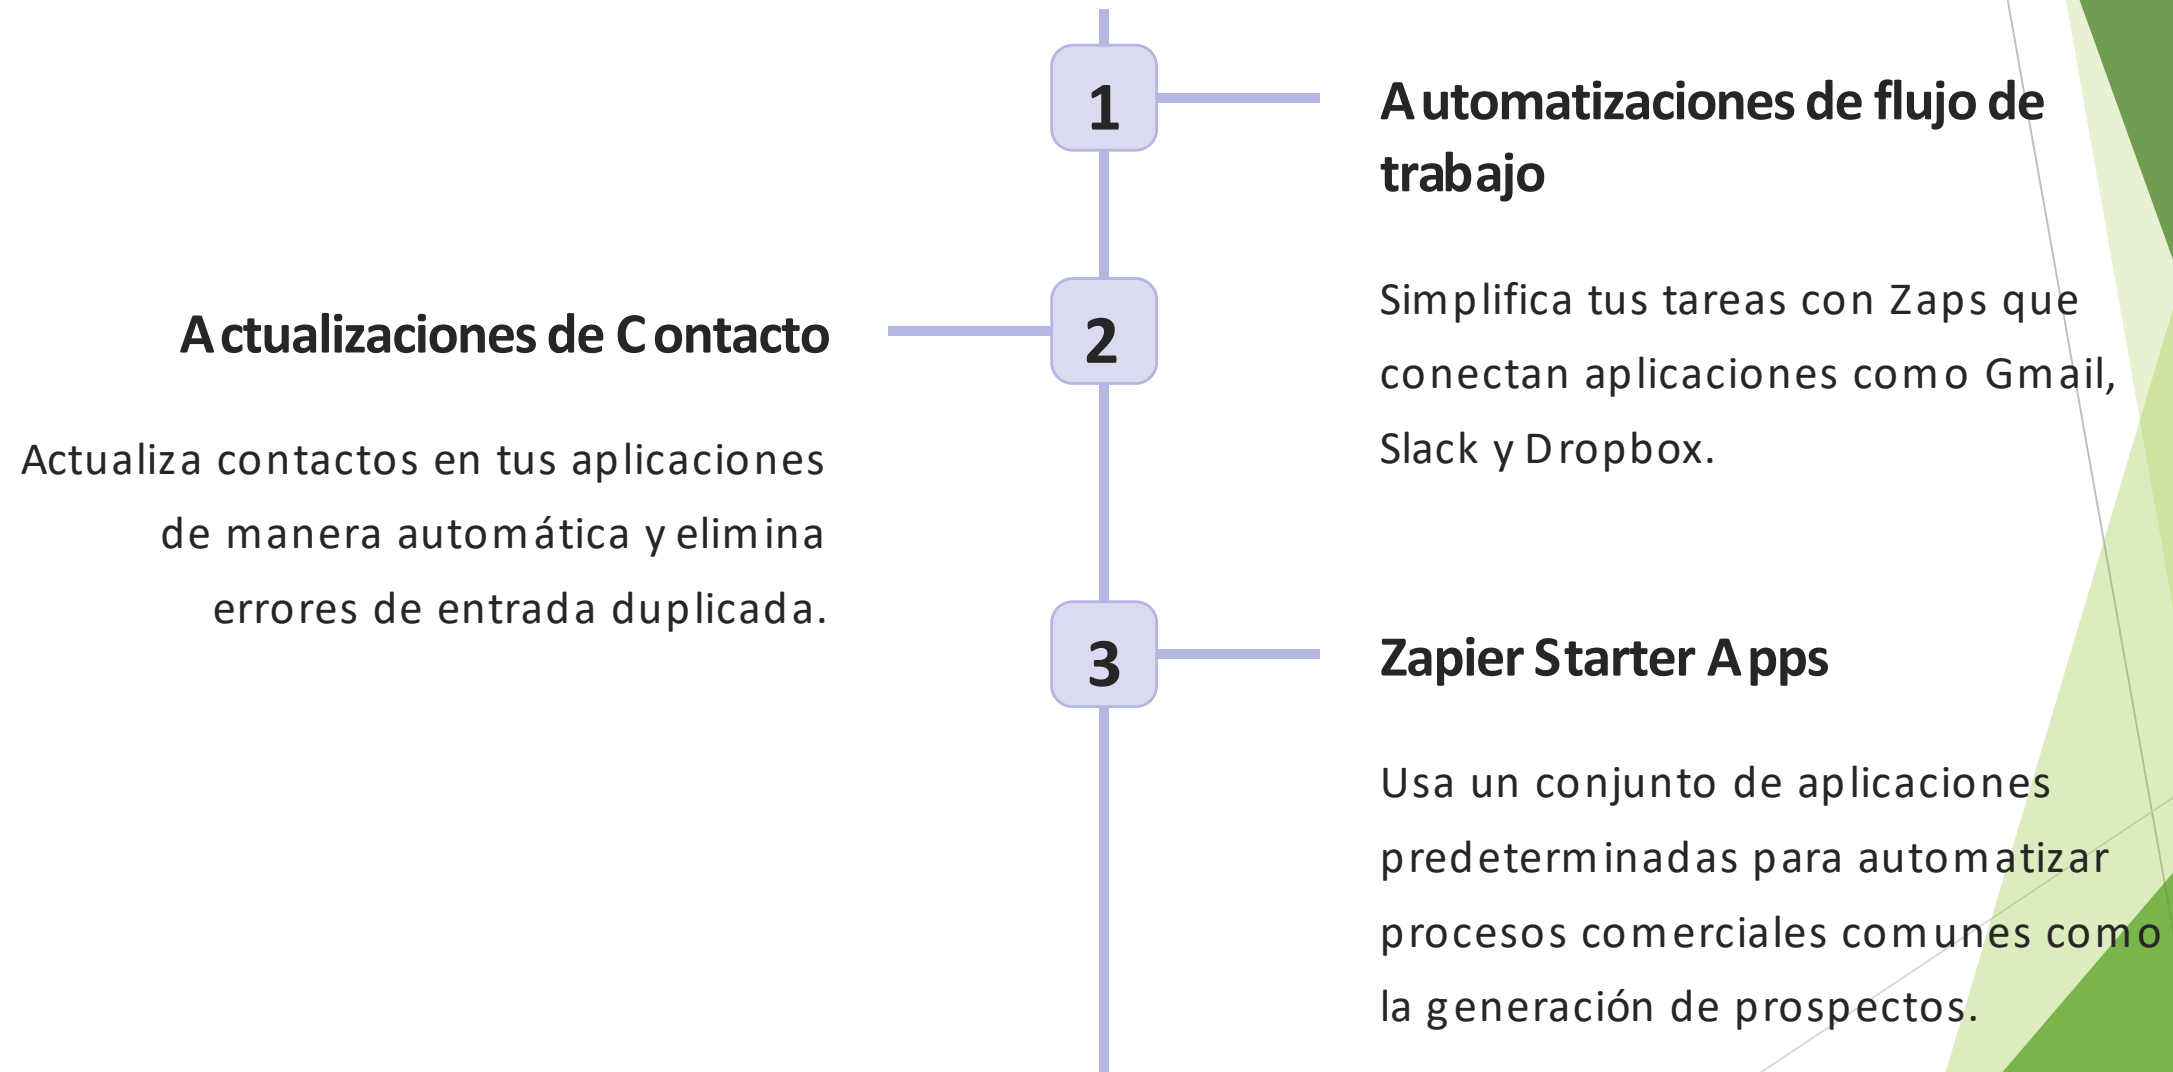 1
Automatizaciones de flujo de
trabajo
Simplifica tus tareas con Zaps que
conectan aplicaciones como Gmail,
Slack y Dropbox.
2
Actualizaciones de Contacto
Actualiza contactos en tus aplicaciones
de manera automática y elimina
errores de entrada duplicada.
3
Zapier Starter Apps
Usa un conjunto de aplicaciones
predeterminadas para automatizar
procesos comerciales comunes como
la generación de prospectos.